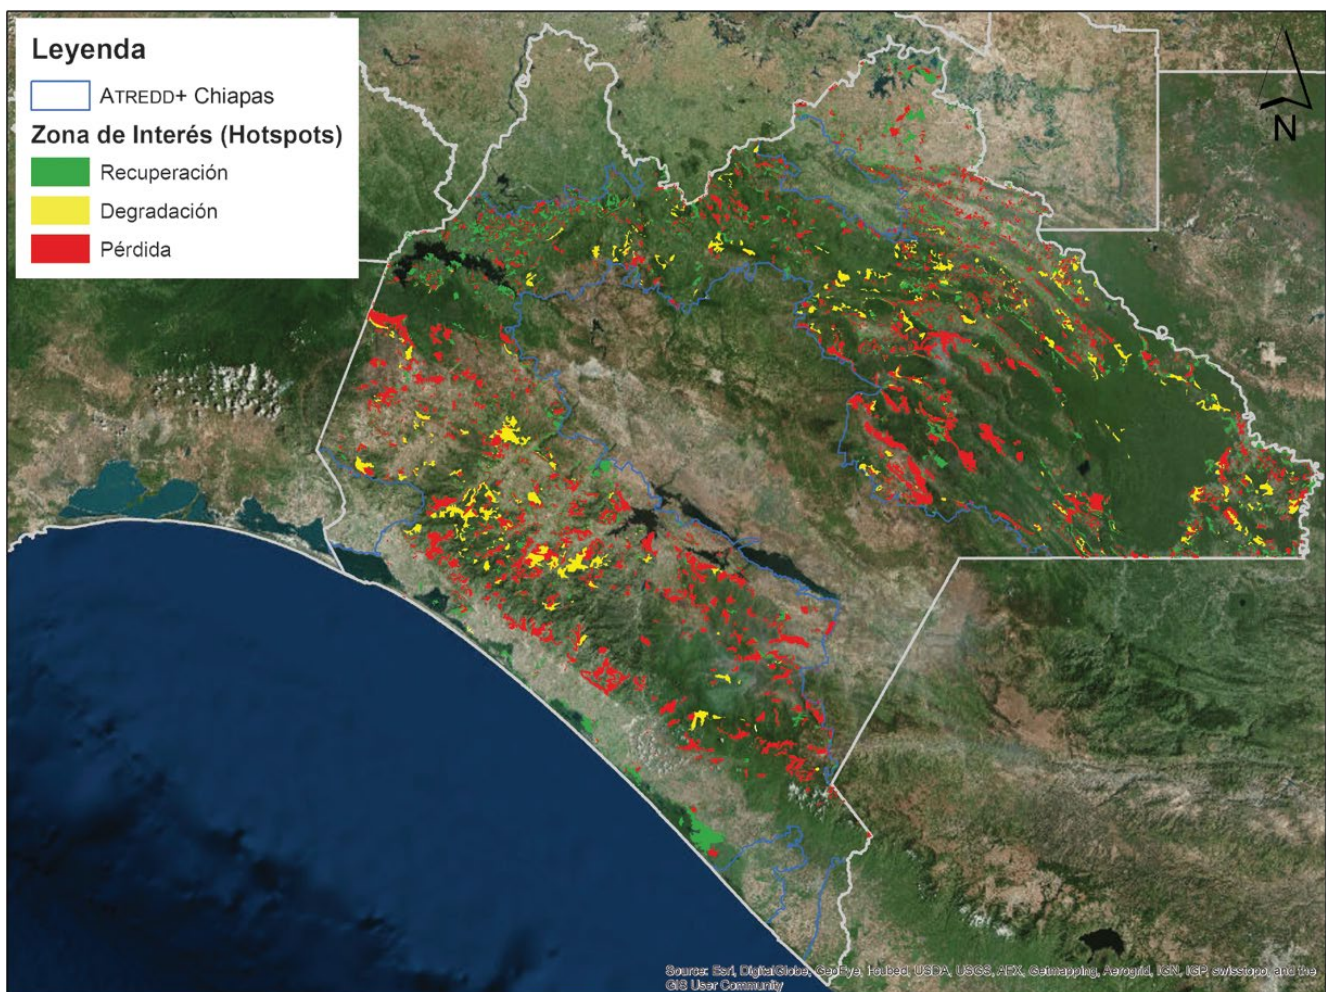 Leyenda
ATREDD+ Chiapas
Zona de Interés (Hotspots)
Recuperación
Degradación
Pérdida
N
Source: Esri, DigitalGlobe, GeoEye, i-cubed, USDA, USGS, AEX, Getmapping, Aerogrid, IGN, IGP, swisstopo, and the
GIS User Community